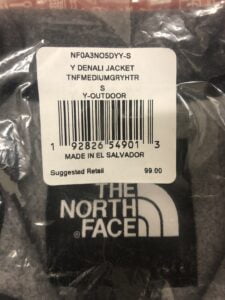 NF0A3NO5DYY-S
Y DENALI JACKET
TNFMEDIUMGRYHTR
S
Y-OUTDOOR
1 92826 54901 3
MADE IN EL SALVADOR
Suggested Retail 99.00
THE
NORTH
FACE®